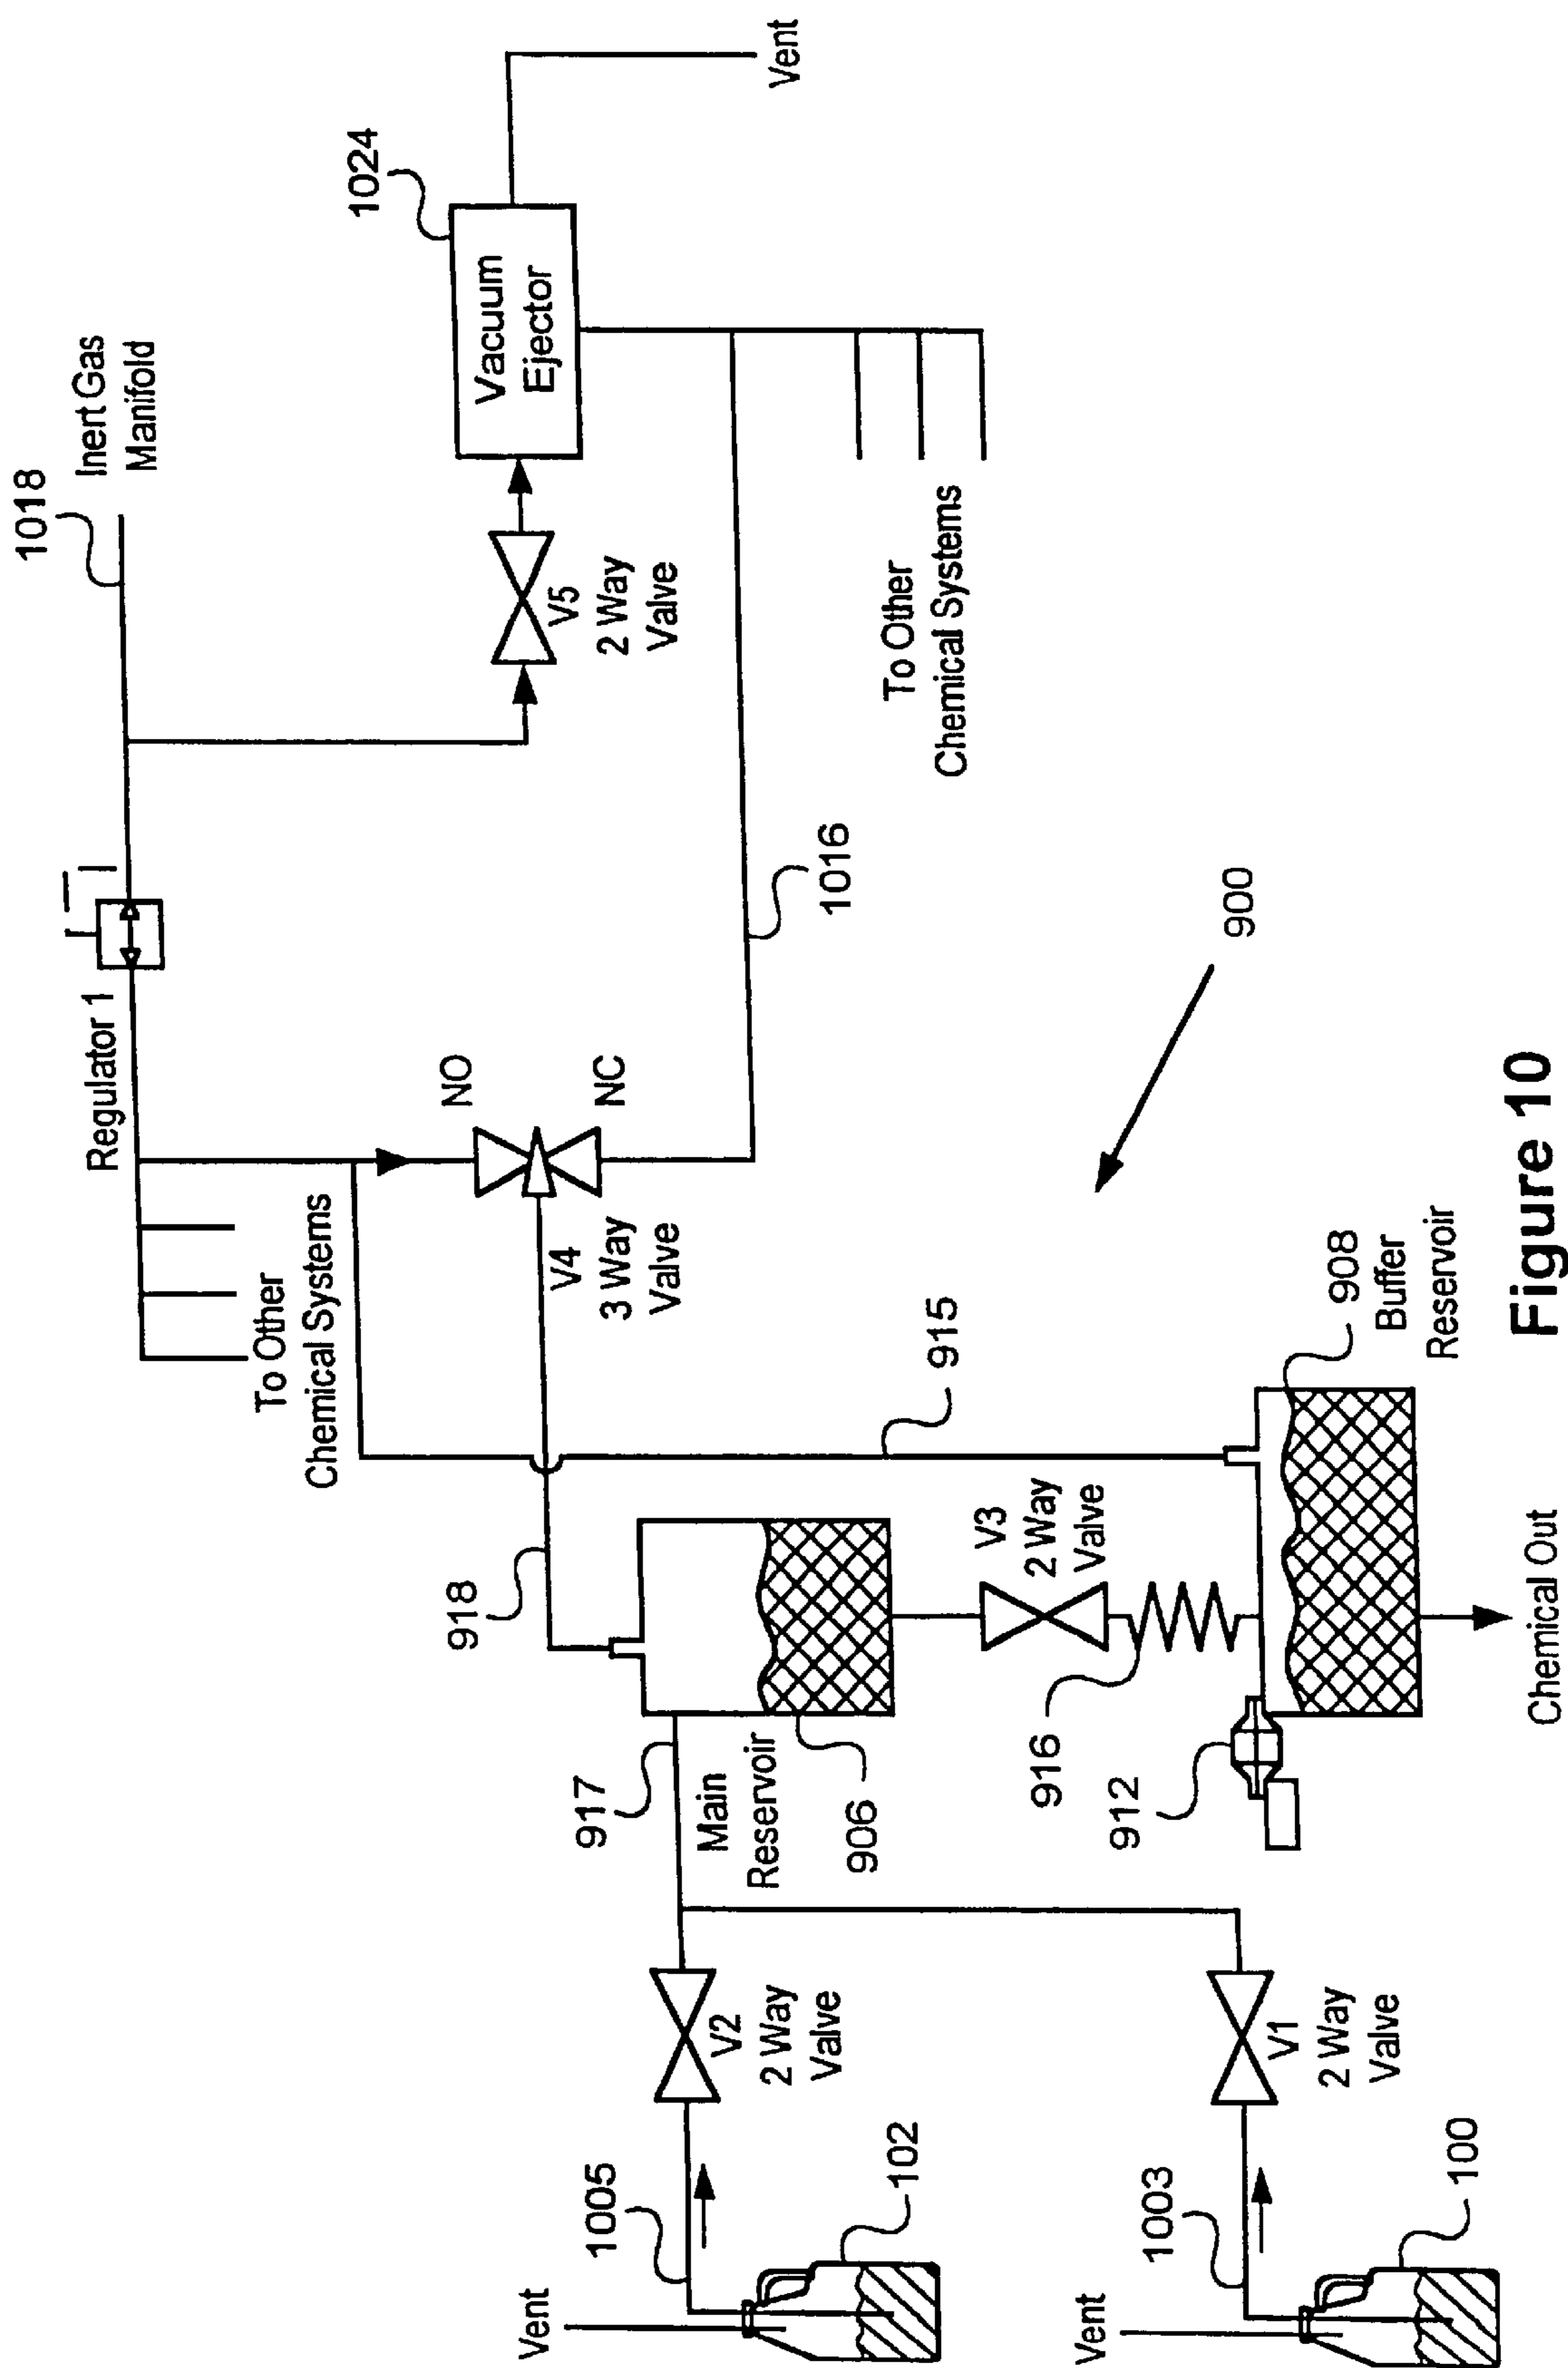 1018
Inert Gas
Manifold
Regulator 1
To Other
Chemical Systems
1024
Vacuum
Ejector
Vent
V5
2 Way
Valve
NO
NC
V4
3 Way
Valve
1016
To Other
Chemical Systems
918
917
Main
Reservoir
906
915
V3
2 Way
Valve
916
912
908
Buffer
Reservoir
Chemical Out
900
Vent
1005
102
V2
2 Way
Valve
Vent
1003
100
V1
2 Way
Valve
Figure 10